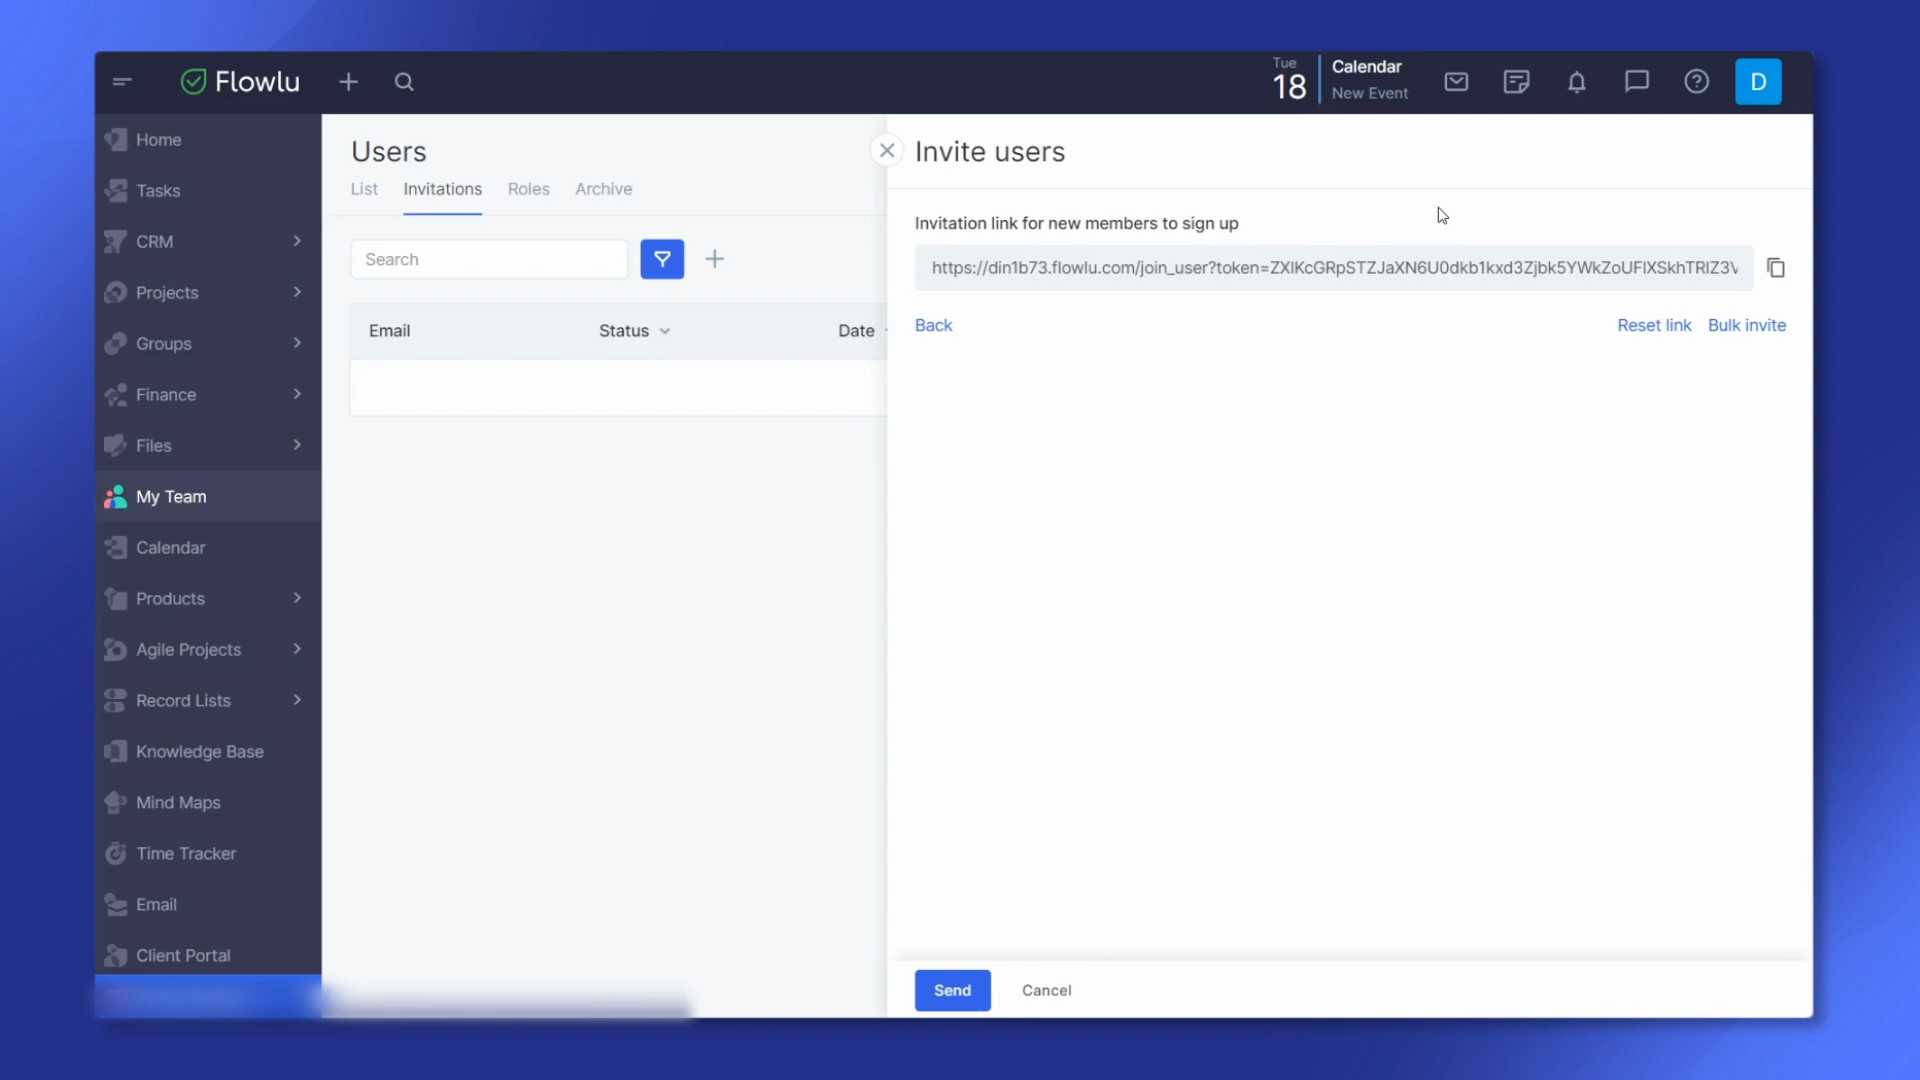 Flowlu
Tue
18
Calendar
New Event
D
Home
Tasks
CRM
Projects
Groups
Finance
Files
My Team
Calendar
Products
Agile Projects
Record Lists
Knowledge Base
Mind Maps
Time Tracker
Email
Client Portal
Users
List Invitations Roles Archive
Search
Email Status Date
Invite users
Invitation link for new members to sign up
https://din1b73.flowlu.com/join_user?token=ZXlKcGRpSTZJaXN6U0dkb1kxd3Zjbk5YWkZoUFlXSkhTRlZ3V
Back Reset link Bulk invite
Send Cancel